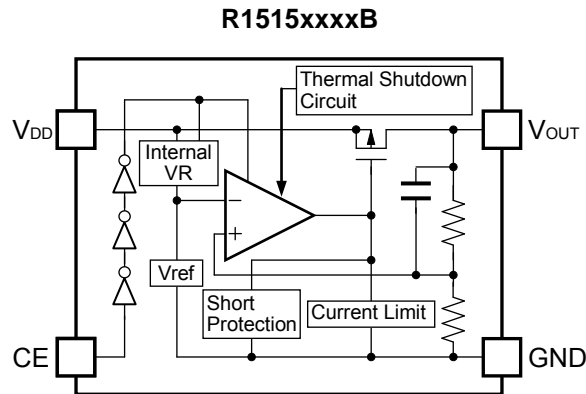 R1515xxxxB
Thermal Shutdown
Circuit
VDD
VOUT
Internal
VR
−
+
Vref
Short
Protection
Current Limit
CE
GND